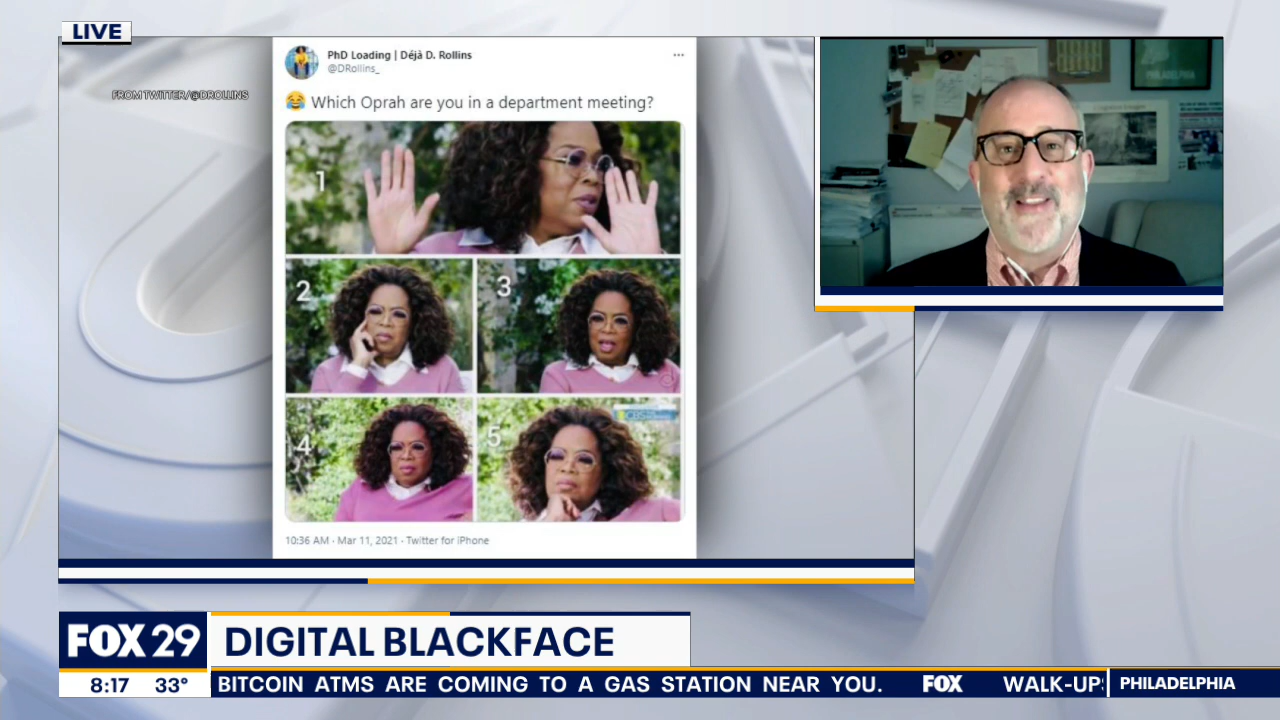 LIVE
FROM TWITTER/@DROLLINS
PhD Loading | Déjà D. Rollins
@DRollins_
😂 Which Oprah are you in a department meeting?
1
2
3
4
5
10:36 AM · Mar 11, 2021 · Twitter for iPhone
PHILADELPHIA
FOX 29
DIGITAL BLACKFACE
8:17 33°
BITCOIN ATMS ARE COMING TO A GAS STATION NEAR YOU. FOX WALK-UPS
PHILADELPHIA